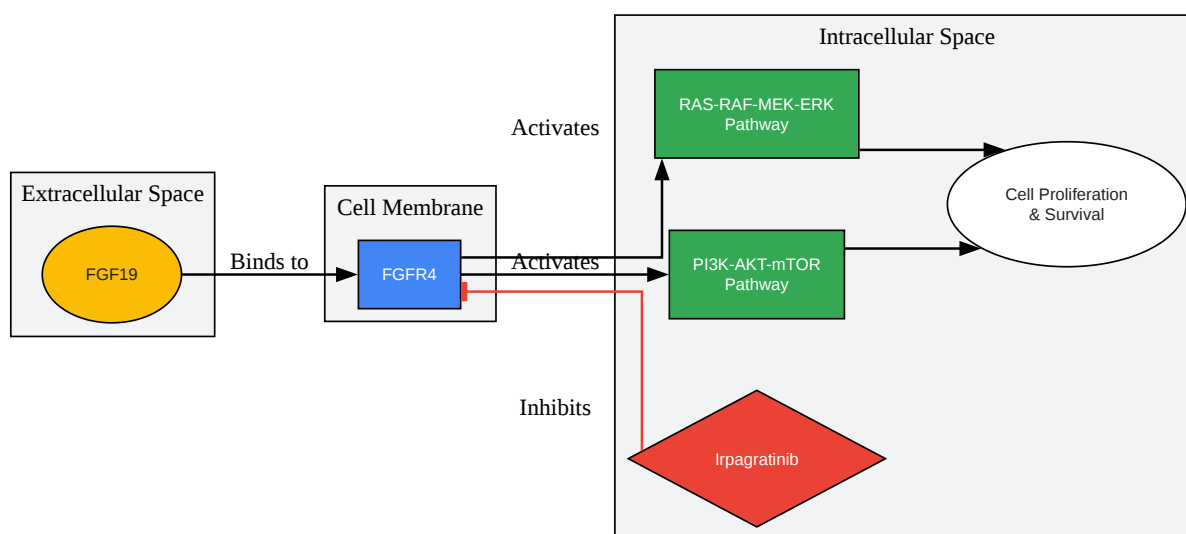 Intracellular Space
RAS-RAF-MEK-ERK
Pathway
Activates
Extracellular Space
Cell Membrane
Cell Proliferation
& Survival
FGF19
Binds to
FGFR4
Activates
PI3K-AKT-mTOR
Pathway
Inhibits
Irpagratinib